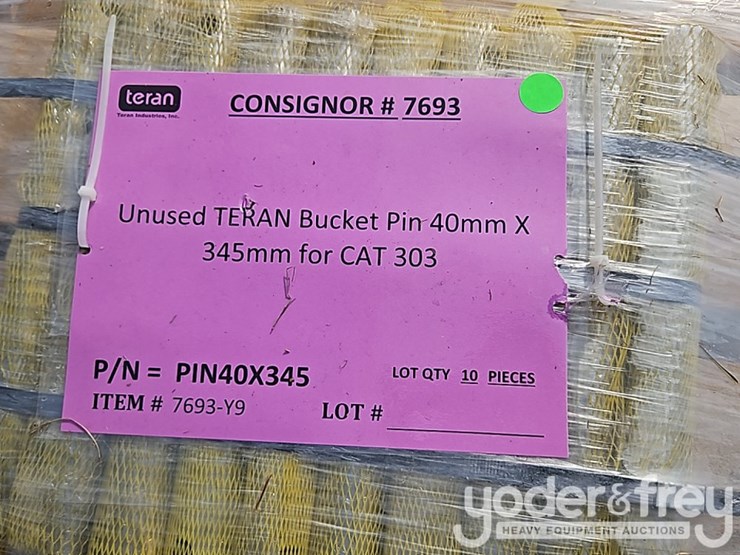 teran
Teran Industries, Inc.
CONSIGNOR # 7693
Unused TERAN Bucket Pin 40mm X
345mm for CAT 303
P/N = PIN40X345
LOT QTY 10 PIECES
ITEM # 7693-Y9
LOT #
yoder&frey
HEAVY EQUIPMENT AUCTIONS